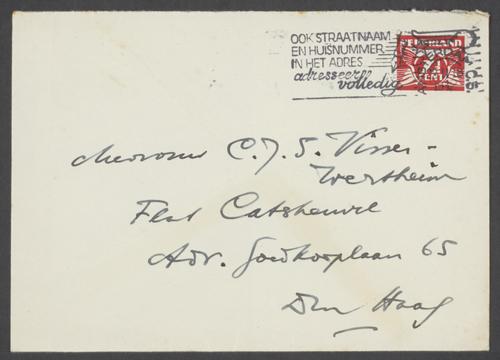 OOK STRAATNAAM
EN HUISNUMMER
IN HET ADRES
adresseer volledig
NEDERLAND
CENT
Mevrouw C.J.S. Visser-
Wertheim
Flat Catsheuvel
Adr. Goekooplaan 65
Den Haag